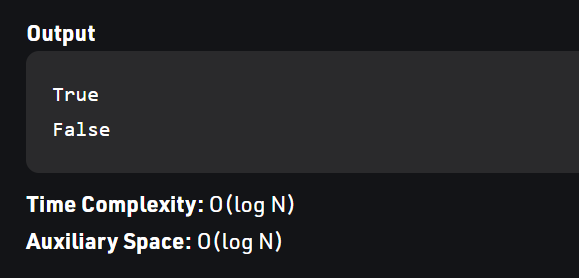 Output
True
False
Time Complexity: O(log N)
Auxiliary Space: O(log N)